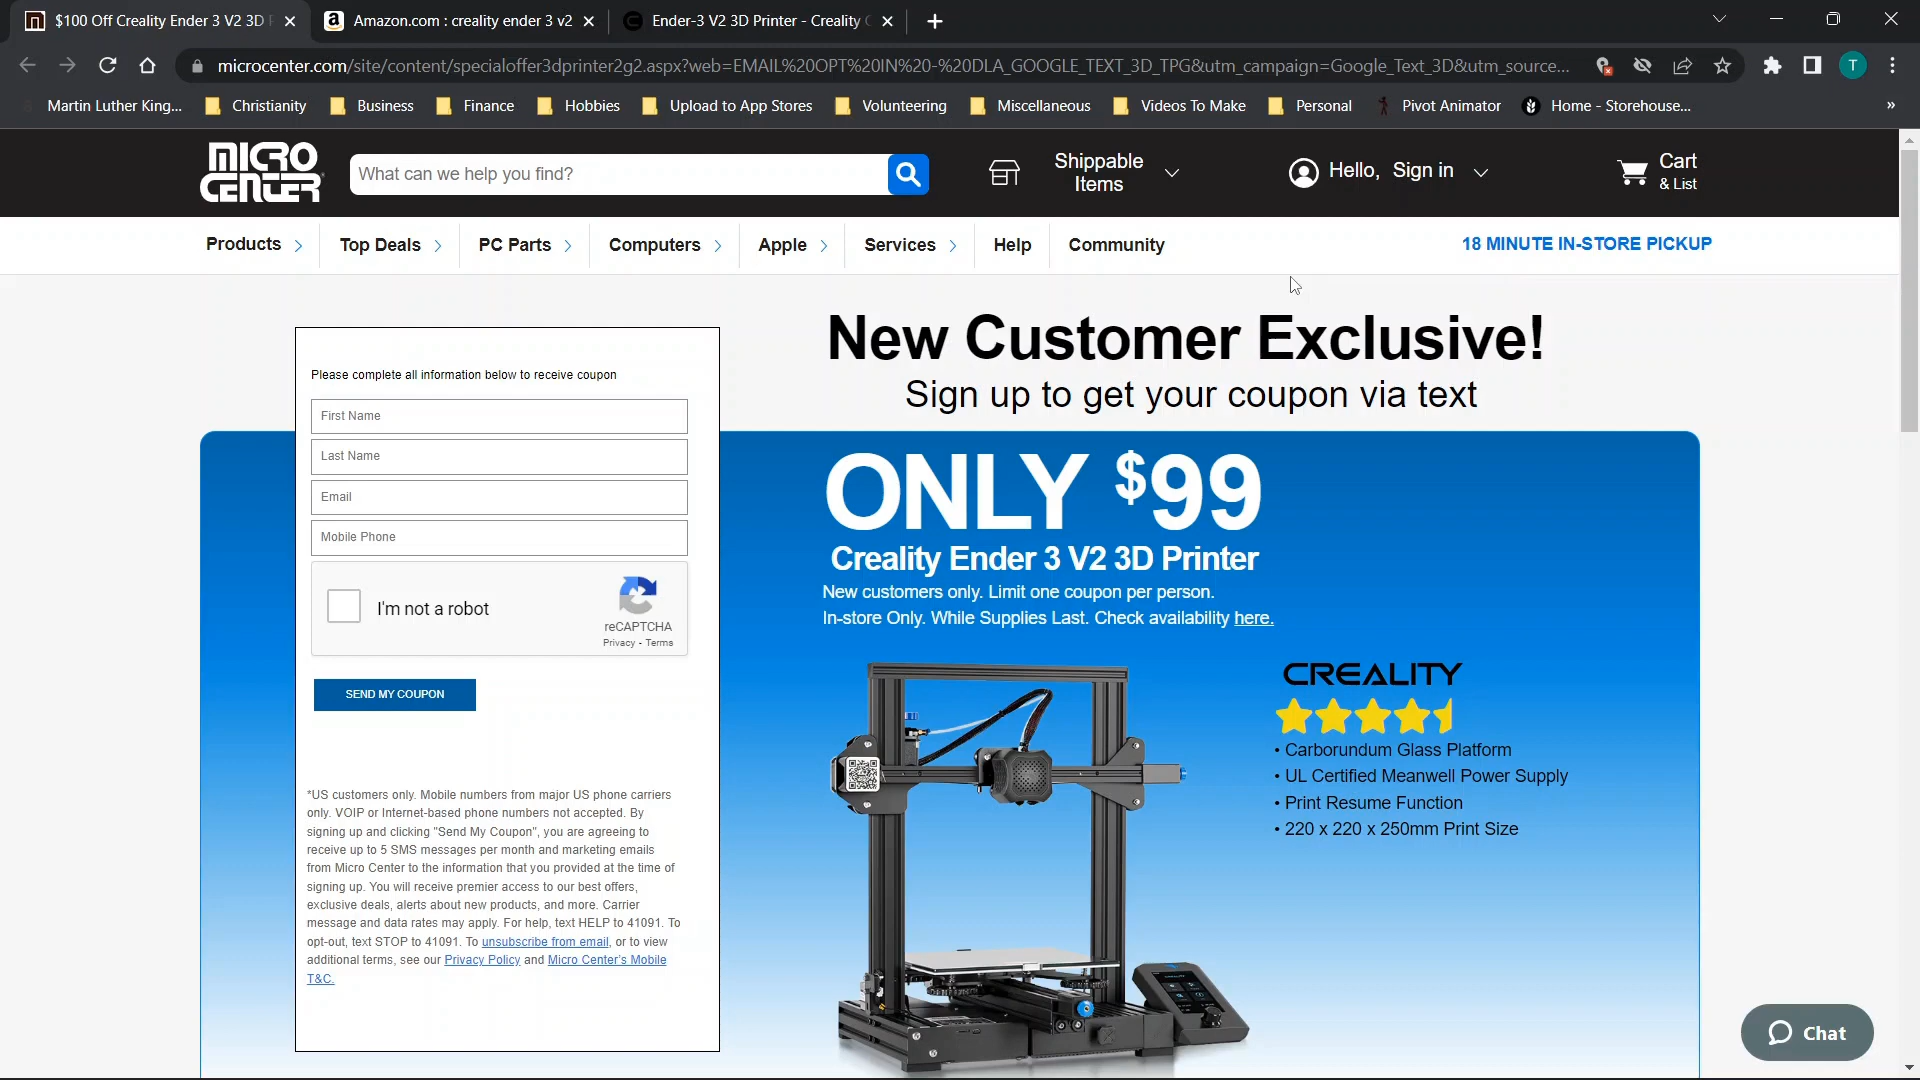 $100 Off Creality Ender 3 V2 3D
Amazon.com : creality ender 3 v2
Ender-3 V2 3D Printer - Creality
microcenter.com/site/content/specialoffer3dprinter2g2.aspx?web=EMAIL%20OPT%20IN%20-%20DLA_GOOGLE_TEXT_3D_TPG&utm_campaign=Google_Text_3D&utm_source...
T
Martin Luther King...
Christianity
Business
Finance
Hobbies
Upload to App Stores
Volunteering
Miscellaneous
Videos To Make
Personal
Pivot Animator
Home - Storehouse...
»
MICRO
CENTER
What can we help you find?
Shippable
Items
Hello, Sign in
Cart
& List
Products
Top Deals
PC Parts
Computers
Apple
Services
Help
Community
18 MINUTE IN-STORE PICKUP
New Customer Exclusive!
Sign up to get your coupon via text
Please complete all information below to receive coupon
First Name
Last Name
Email
Mobile Phone
I'm not a robot
reCAPTCHA
Privacy - Terms
SEND MY COUPON
*US customers only. Mobile numbers from major US phone carriers
only. VOIP or Internet-based phone numbers not accepted. By
signing up and clicking "Send My Coupon", you are agreeing to
receive up to 5 SMS messages per month and marketing emails
from Micro Center to the information that you provided at the time of
signing up. You will receive premier access to our best offers,
exclusive deals, alerts about new products, and more. Carrier
message and data rates may apply. For help, text HELP to 41091. To
opt-out, text STOP to 41091. To unsubscribe from email, or to view
additional terms, see our Privacy Policy and Micro Center's Mobile
T&C.
ONLY $99
Creality Ender 3 V2 3D Printer
New customers only. Limit one coupon per person.
In-store Only. While Supplies Last. Check availability here.
CREALITY
• Carborundum Glass Platform
• UL Certified Meanwell Power Supply
• Print Resume Function
• 220 x 220 x 250mm Print Size
Chat